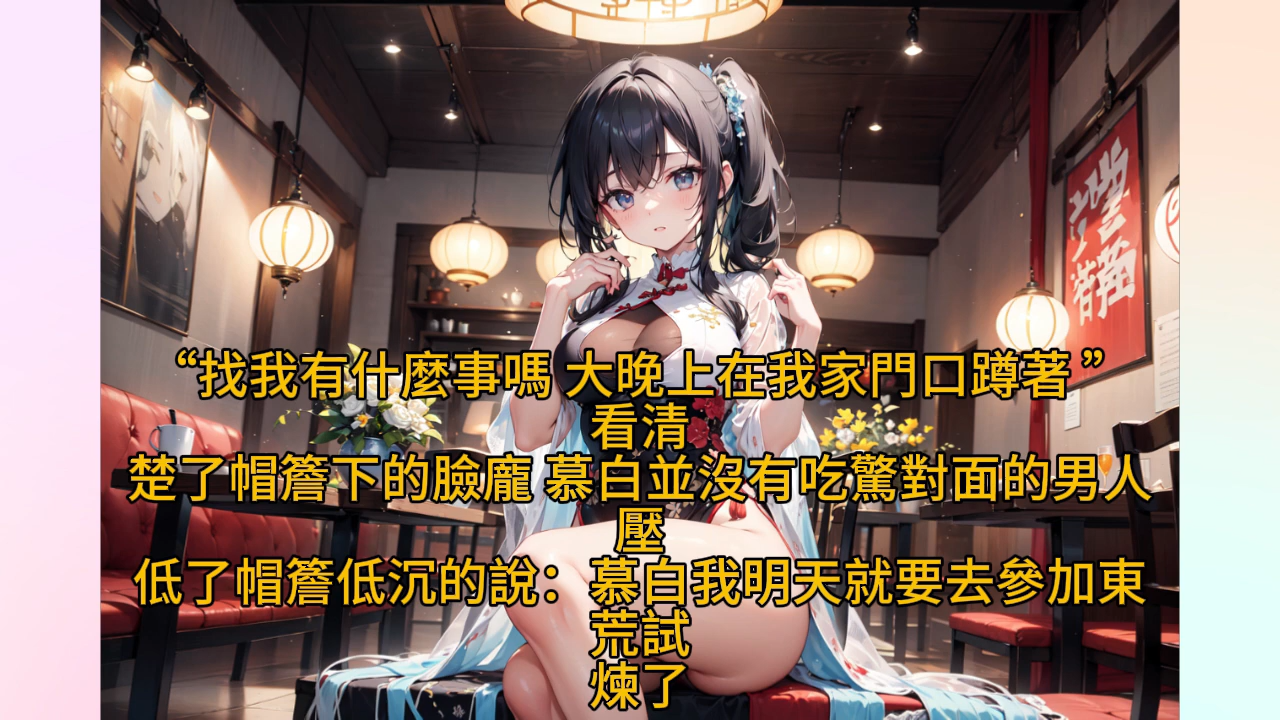 “找我有什麼事嗎 大晚上在我家門口蹲著 ”
看清
楚了帽簷下的臉龐 慕白並沒有吃驚對面的男人
壓
低了帽簷低沉的說：慕白我明天就要去參加東
荒試
煉了